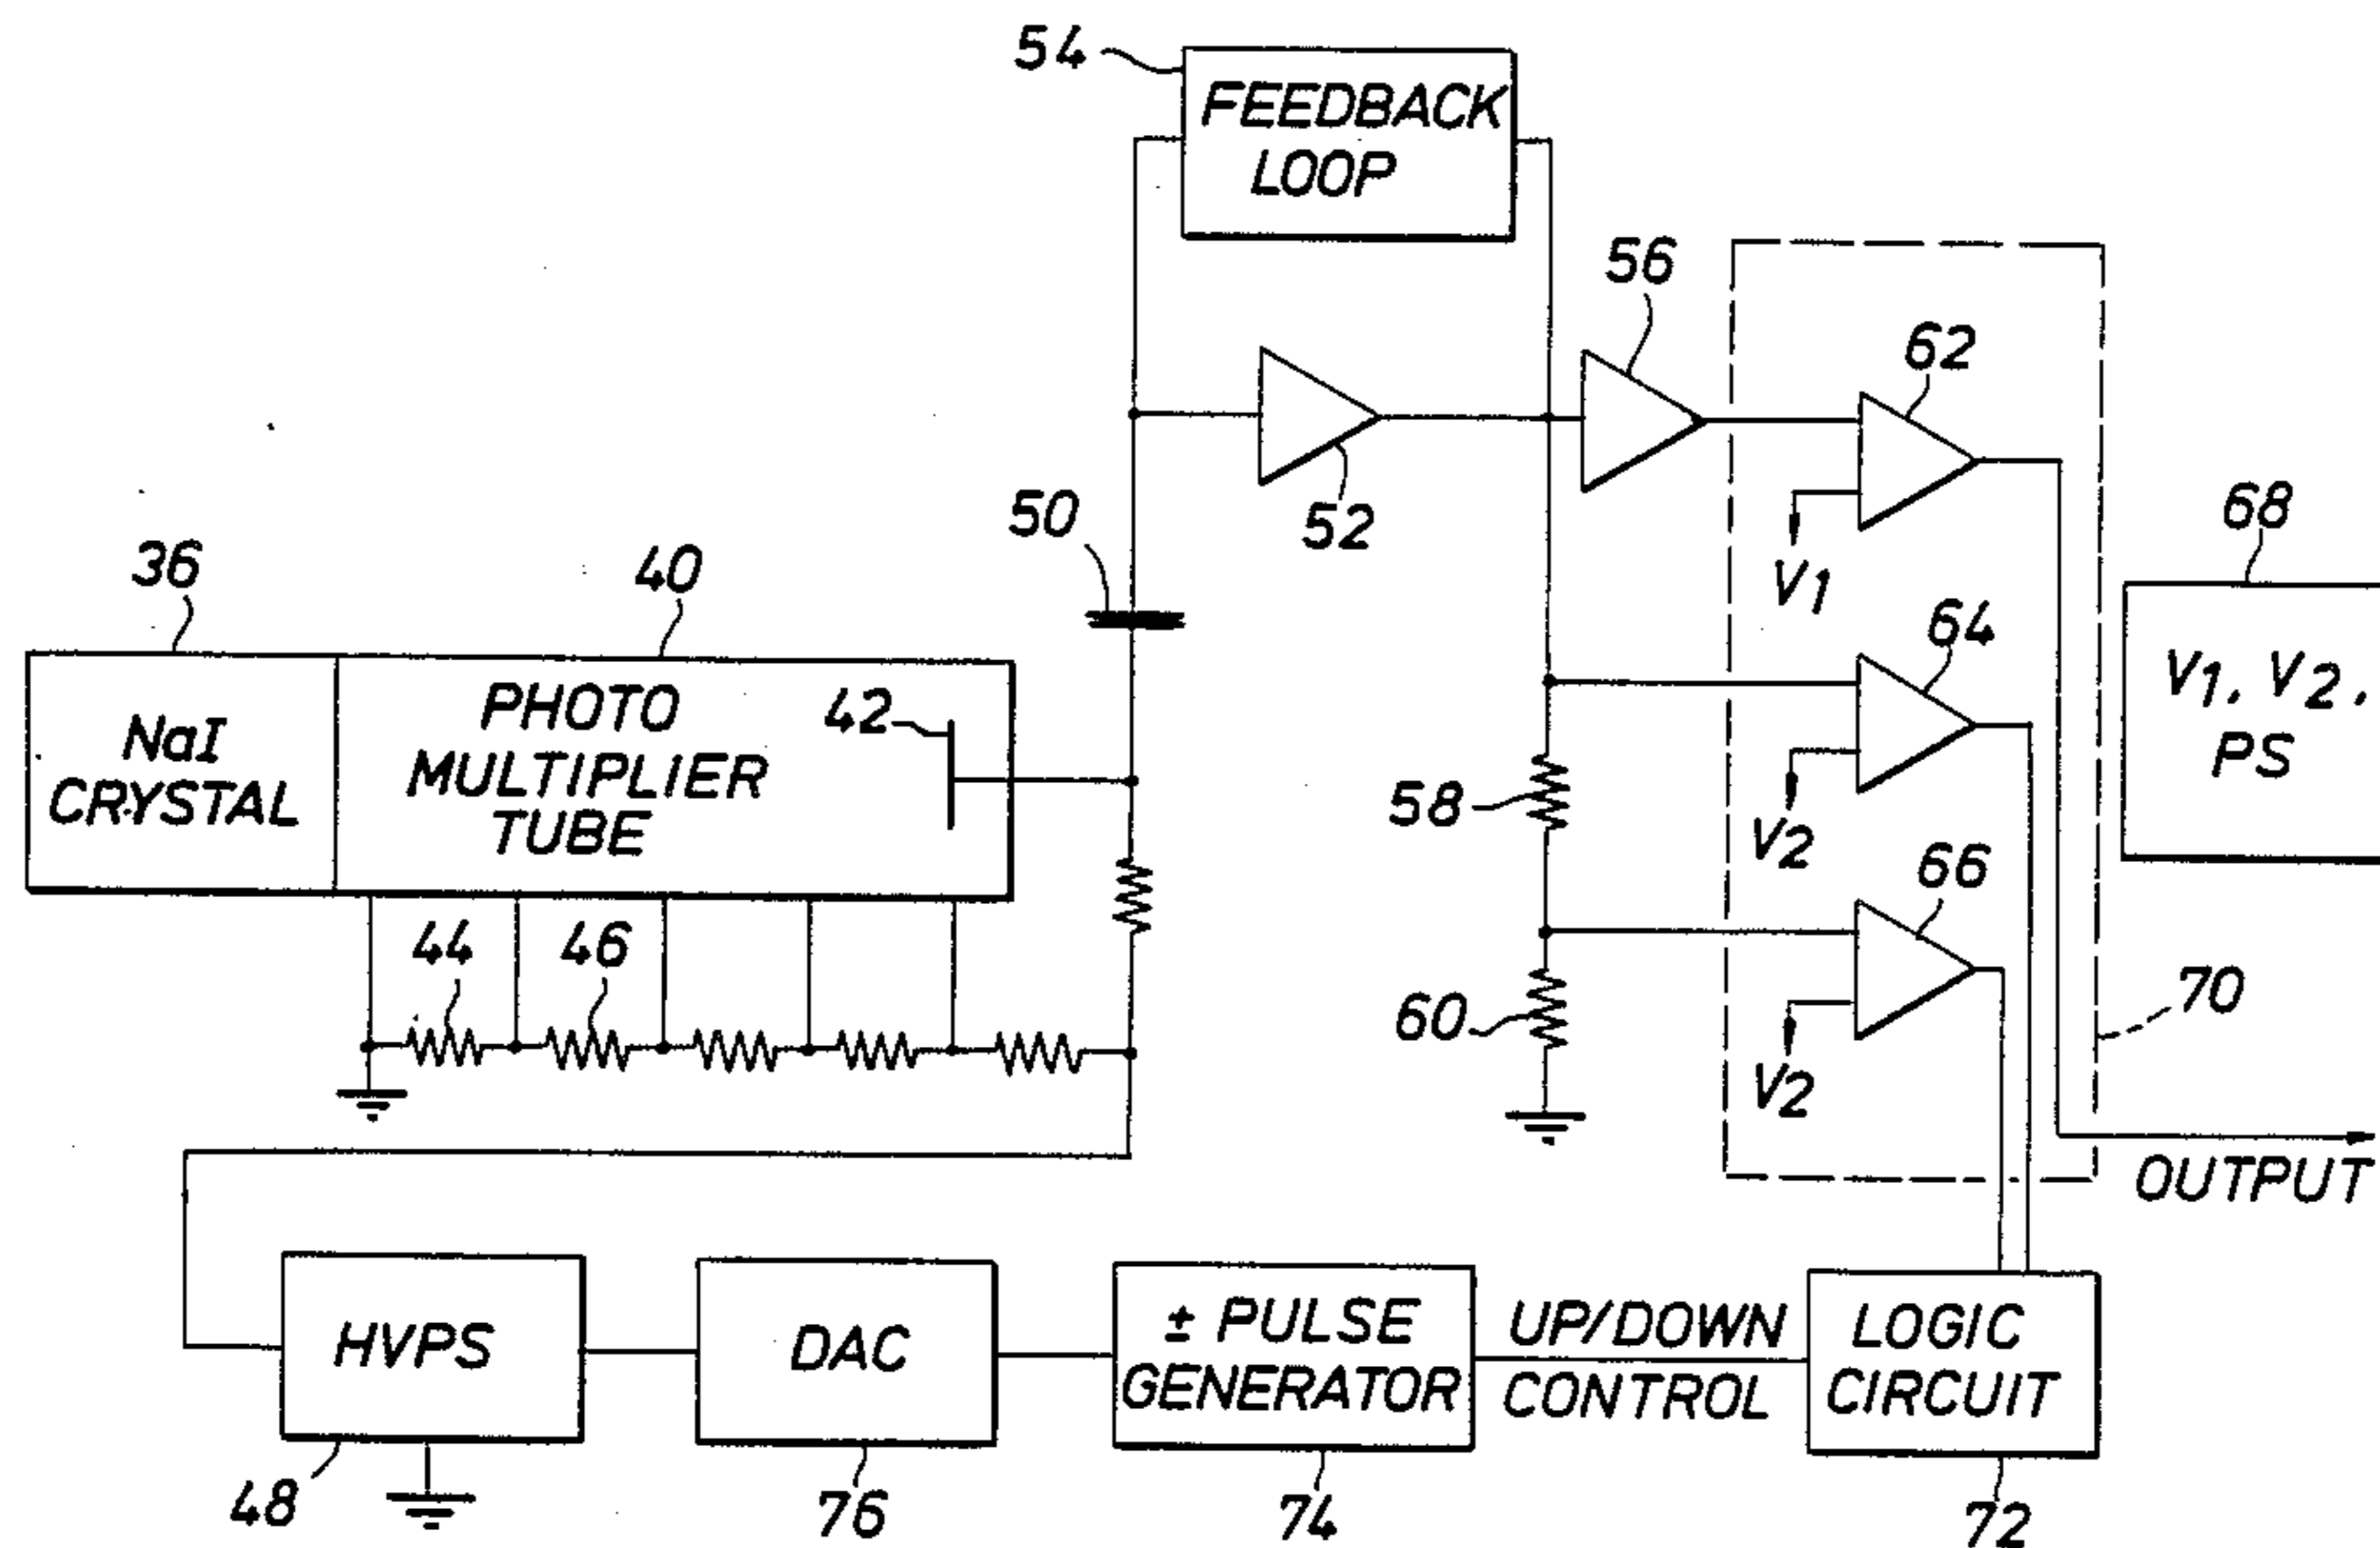 54
FEEDBACK
LOOP
56
62
52
50
V1
68
36
40
64
V1, V2,
PS
NaI
CRYSTAL
PHOTO
MULTIPLIER
TUBE
42
58
V2
66
44
46
60
70
V2
OUTPUT
HVPS
DAC
± PULSE
GENERATOR
UP/DOWN
CONTROL
LOGIC
CIRCUIT
48
76
74
72